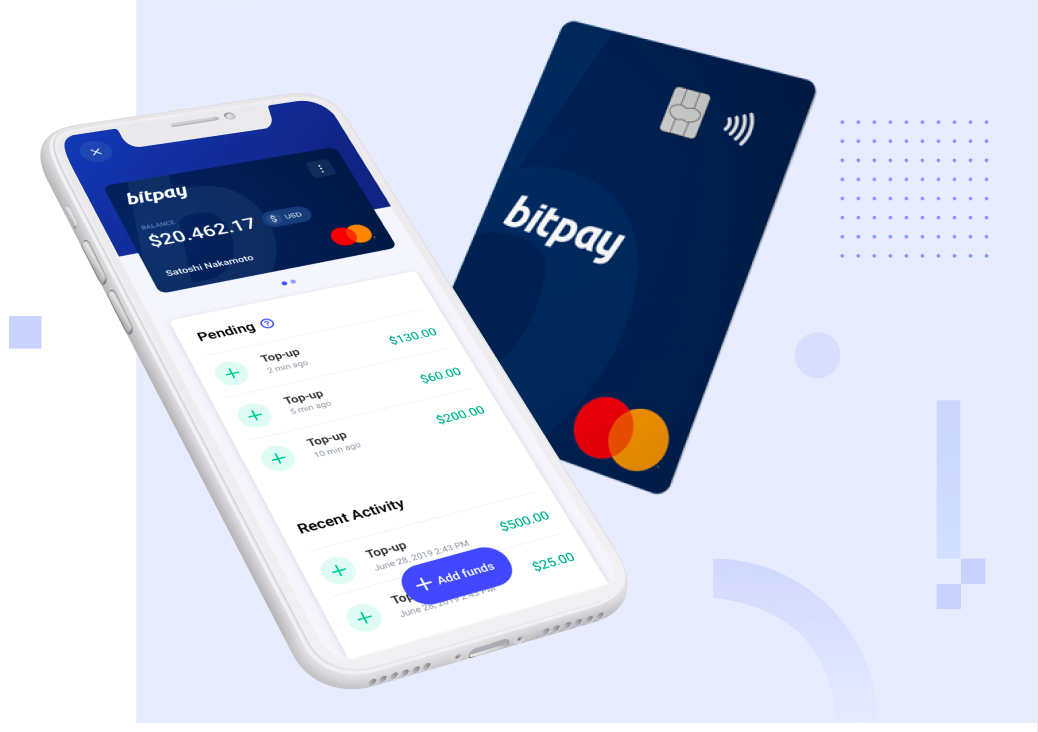 bitpay
BALANCE
$20.462.17 $ USD
Satoshi Nakamoto
Pending ?
Top-up $130.00
2 min ago
Top-up $60.00
5 min ago
Top-up $200.00
10 min ago
Recent Activity
Top-up $500.00
June 28, 2019 2:43 PM
Add funds
Top $25.00
June 28, 2019 2:43 PM
bitpay